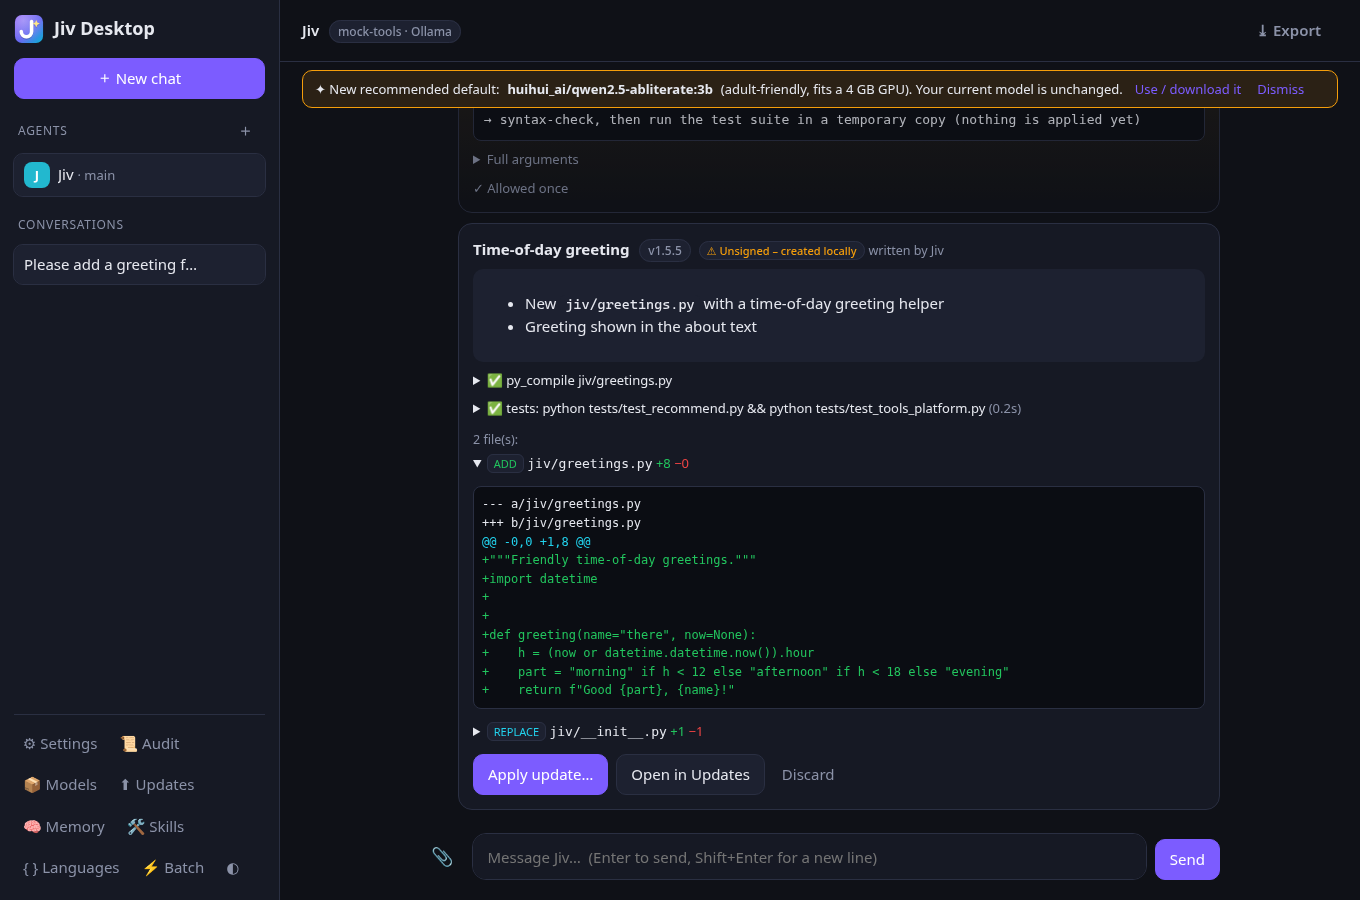 Jiv Desktop
+ New chat
AGENTS +
J Jiv · main
CONVERSATIONS
Please add a greeting f...
⚙ Settings 📜 Audit
📦 Models ⬆ Updates
🧠 Memory 🛠️ Skills
{ } Languages ⚡ Batch ◐
Jiv mock-tools · Ollama ⤓ Export
✦ New recommended default: huihui_ai/qwen2.5-abliterate:3b (adult-friendly, fits a 4 GB GPU). Your current model is unchanged. Use / download it Dismiss
→ syntax-check, then run the test suite in a temporary copy (nothing is applied yet)
▶ Full arguments
✓ Allowed once
Time-of-day greeting v1.5.5 ⚠ Unsigned – created locally written by Jiv
• New jiv/greetings.py with a time-of-day greeting helper
• Greeting shown in the about text
▶ ✅ py_compile jiv/greetings.py
▶ ✅ tests: python tests/test_recommend.py && python tests/test_tools_platform.py (0.2s)
2 file(s):
▼ ADD jiv/greetings.py +8 −0
--- a/jiv/greetings.py
+++ b/jiv/greetings.py
@@ -0,0 +1,8 @@
+"""Friendly time-of-day greetings."""
+import datetime
+
+
+def greeting(name="there", now=None):
+    h = (now or datetime.datetime.now()).hour
+    part = "morning" if h < 12 else "afternoon" if h < 18 else "evening"
+    return f"Good {part}, {name}!"
▶ REPLACE jiv/__init__.py +1 −1
Apply update... Open in Updates Discard
📎 Message Jiv... (Enter to send, Shift+Enter for a new line) Send